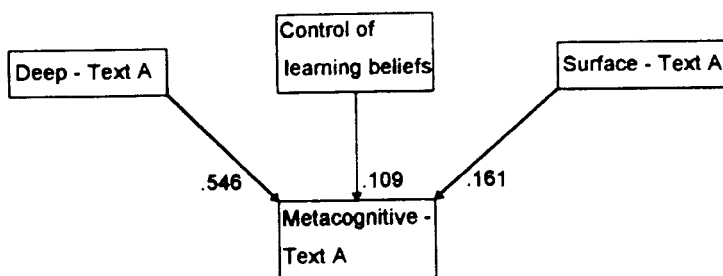 Control of
learning beliefs
Deep - Text A
Surface - Text A
.546
.109
.161
Metacognitive -
Text A